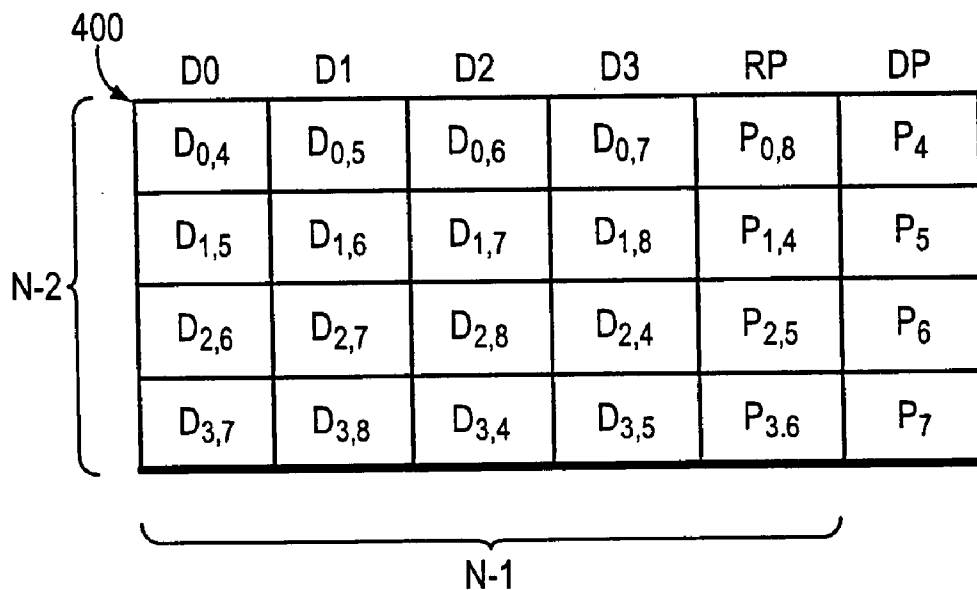 400
D0 D1 D2 D3 RP DP
D0,4 D0,5 D0,6 D0,7 P0,8 P4
D1,5 D1,6 D1,7 D1,8 P1,4 P5
N-2
D2,6 D2,7 D2,8 D2,4 P2,5 P6
D3,7 D3,8 D3,4 D3,5 P3.6 P7
N-1